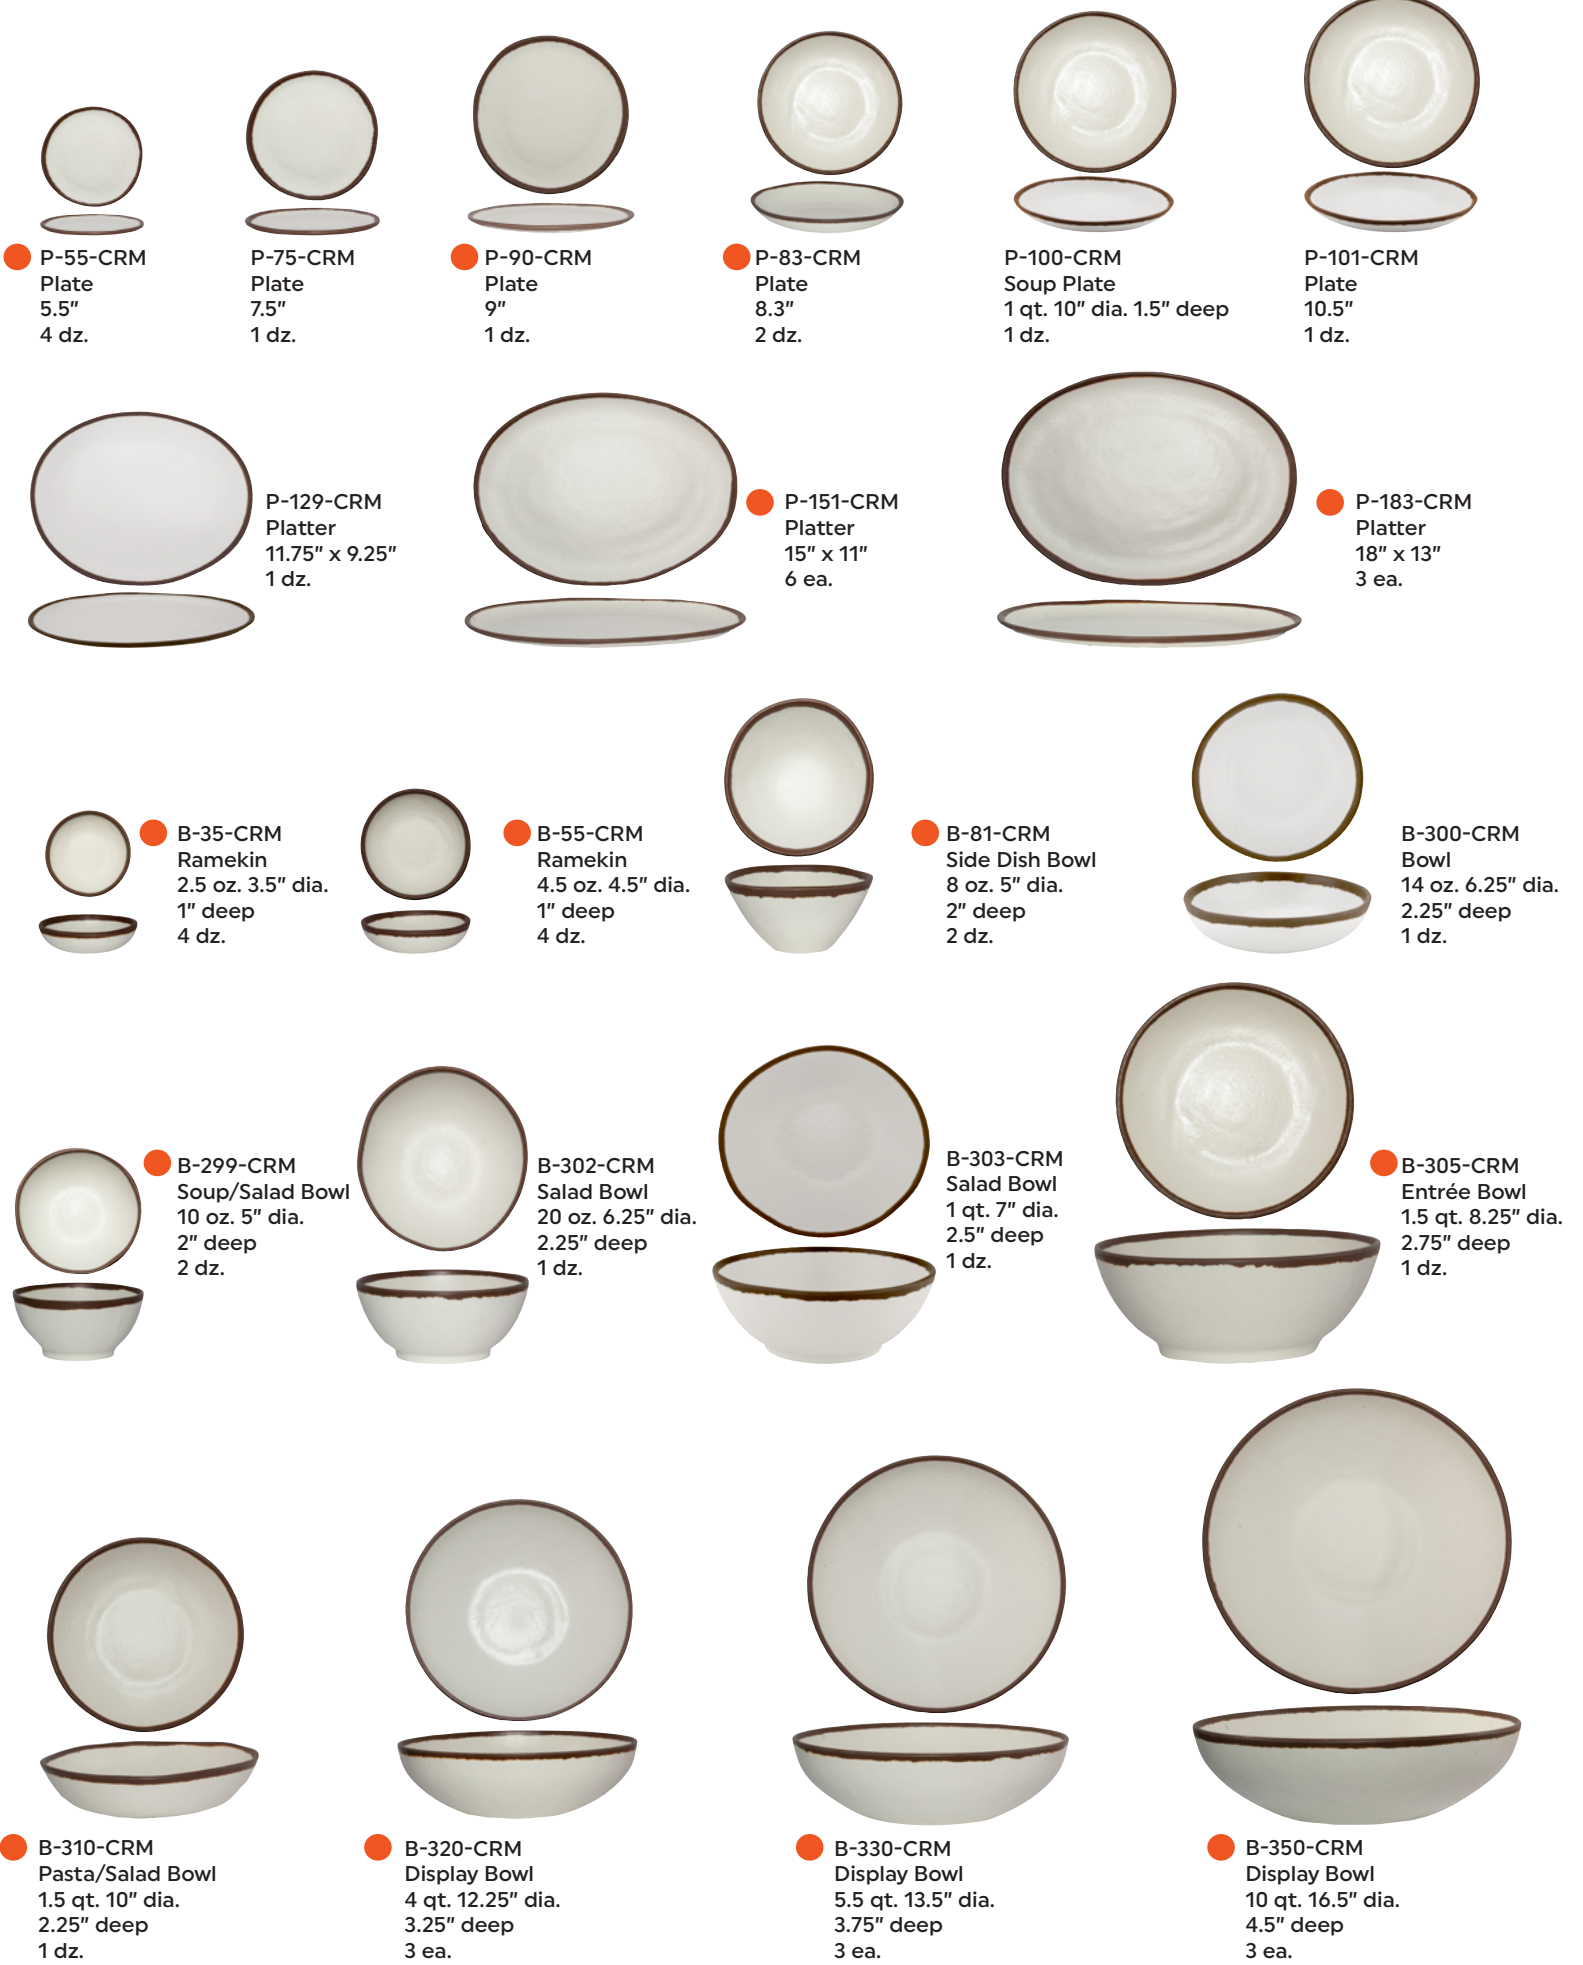 P-55-CRM
Plate
5.5″
4 dz.
P-75-CRM
Plate
7.5″
1 dz.
P-90-CRM
Plate
9″
1 dz.
P-83-CRM
Plate
8.3″
2 dz.
P-100-CRM
Soup Plate
1 qt. 10″ dia. 1.5″ deep
1 dz.
P-101-CRM
Plate
10.5″
1 dz.
P-129-CRM
Platter
11.75″ x 9.25″
1 dz.
P-151-CRM
Platter
15″ x 11″
6 ea.
P-183-CRM
Platter
18″ x 13″
3 ea.
B-35-CRM
Ramekin
2.5 oz. 3.5″ dia.
1″ deep
4 dz.
B-55-CRM
Ramekin
4.5 oz. 4.5″ dia.
1″ deep
4 dz.
B-81-CRM
Side Dish Bowl
8 oz. 5″ dia.
2″ deep
2 dz.
B-300-CRM
Bowl
14 oz. 6.25″ dia.
2.25″ deep
1 dz.
B-299-CRM
Soup/Salad Bowl
10 oz. 5″ dia.
2″ deep
2 dz.
B-302-CRM
Salad Bowl
20 oz. 6.25″ dia.
2.25″ deep
1 dz.
B-303-CRM
Salad Bowl
1 qt. 7″ dia.
2.5″ deep
1 dz.
B-305-CRM
Entrée Bowl
1.5 qt. 8.25″ dia.
2.75″ deep
1 dz.
B-310-CRM
Pasta/Salad Bowl
1.5 qt. 10″ dia.
2.25″ deep
1 dz.
B-320-CRM
Display Bowl
4 qt. 12.25″ dia.
3.25″ deep
3 ea.
B-330-CRM
Display Bowl
5.5 qt. 13.5″ dia.
3.75″ deep
3 ea.
B-350-CRM
Display Bowl
10 qt. 16.5″ dia.
4.5″ deep
3 ea.